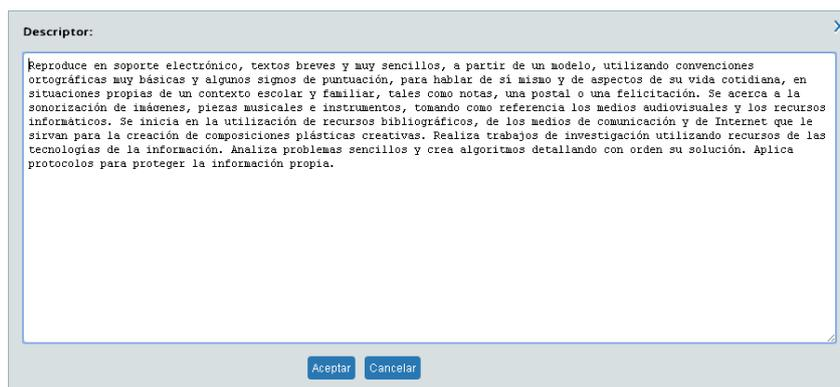 Descriptor:
X
Reproduce en soporte electrónico, textos breves y muy sencillos, a partir de un modelo, utilizando convenciones
ortográficas muy básicas y algunos signos de puntuación, para hablar de sí mismo y de aspectos de su vida cotidiana, en
situaciones propias de un contexto escolar y familiar, tales como notas, una postal o una felicitación. Se acerca a la
sonorización de imágenes, piezas musicales e instrumentos, tomando como referencia los medios audiovisuales y los recursos
informáticos. Se inicia en la utilización de recursos bibliográficos, de los medios de comunicación y de Internet que le
sirvan para la creación de composiciones plásticas creativas. Realiza trabajos de investigación utilizando recursos de las
tecnologías de la información. Analiza problemas sencillos y crea algoritmos detallando con orden su solución. Aplica
protocolos para proteger la información propia.
Aceptar Cancelar